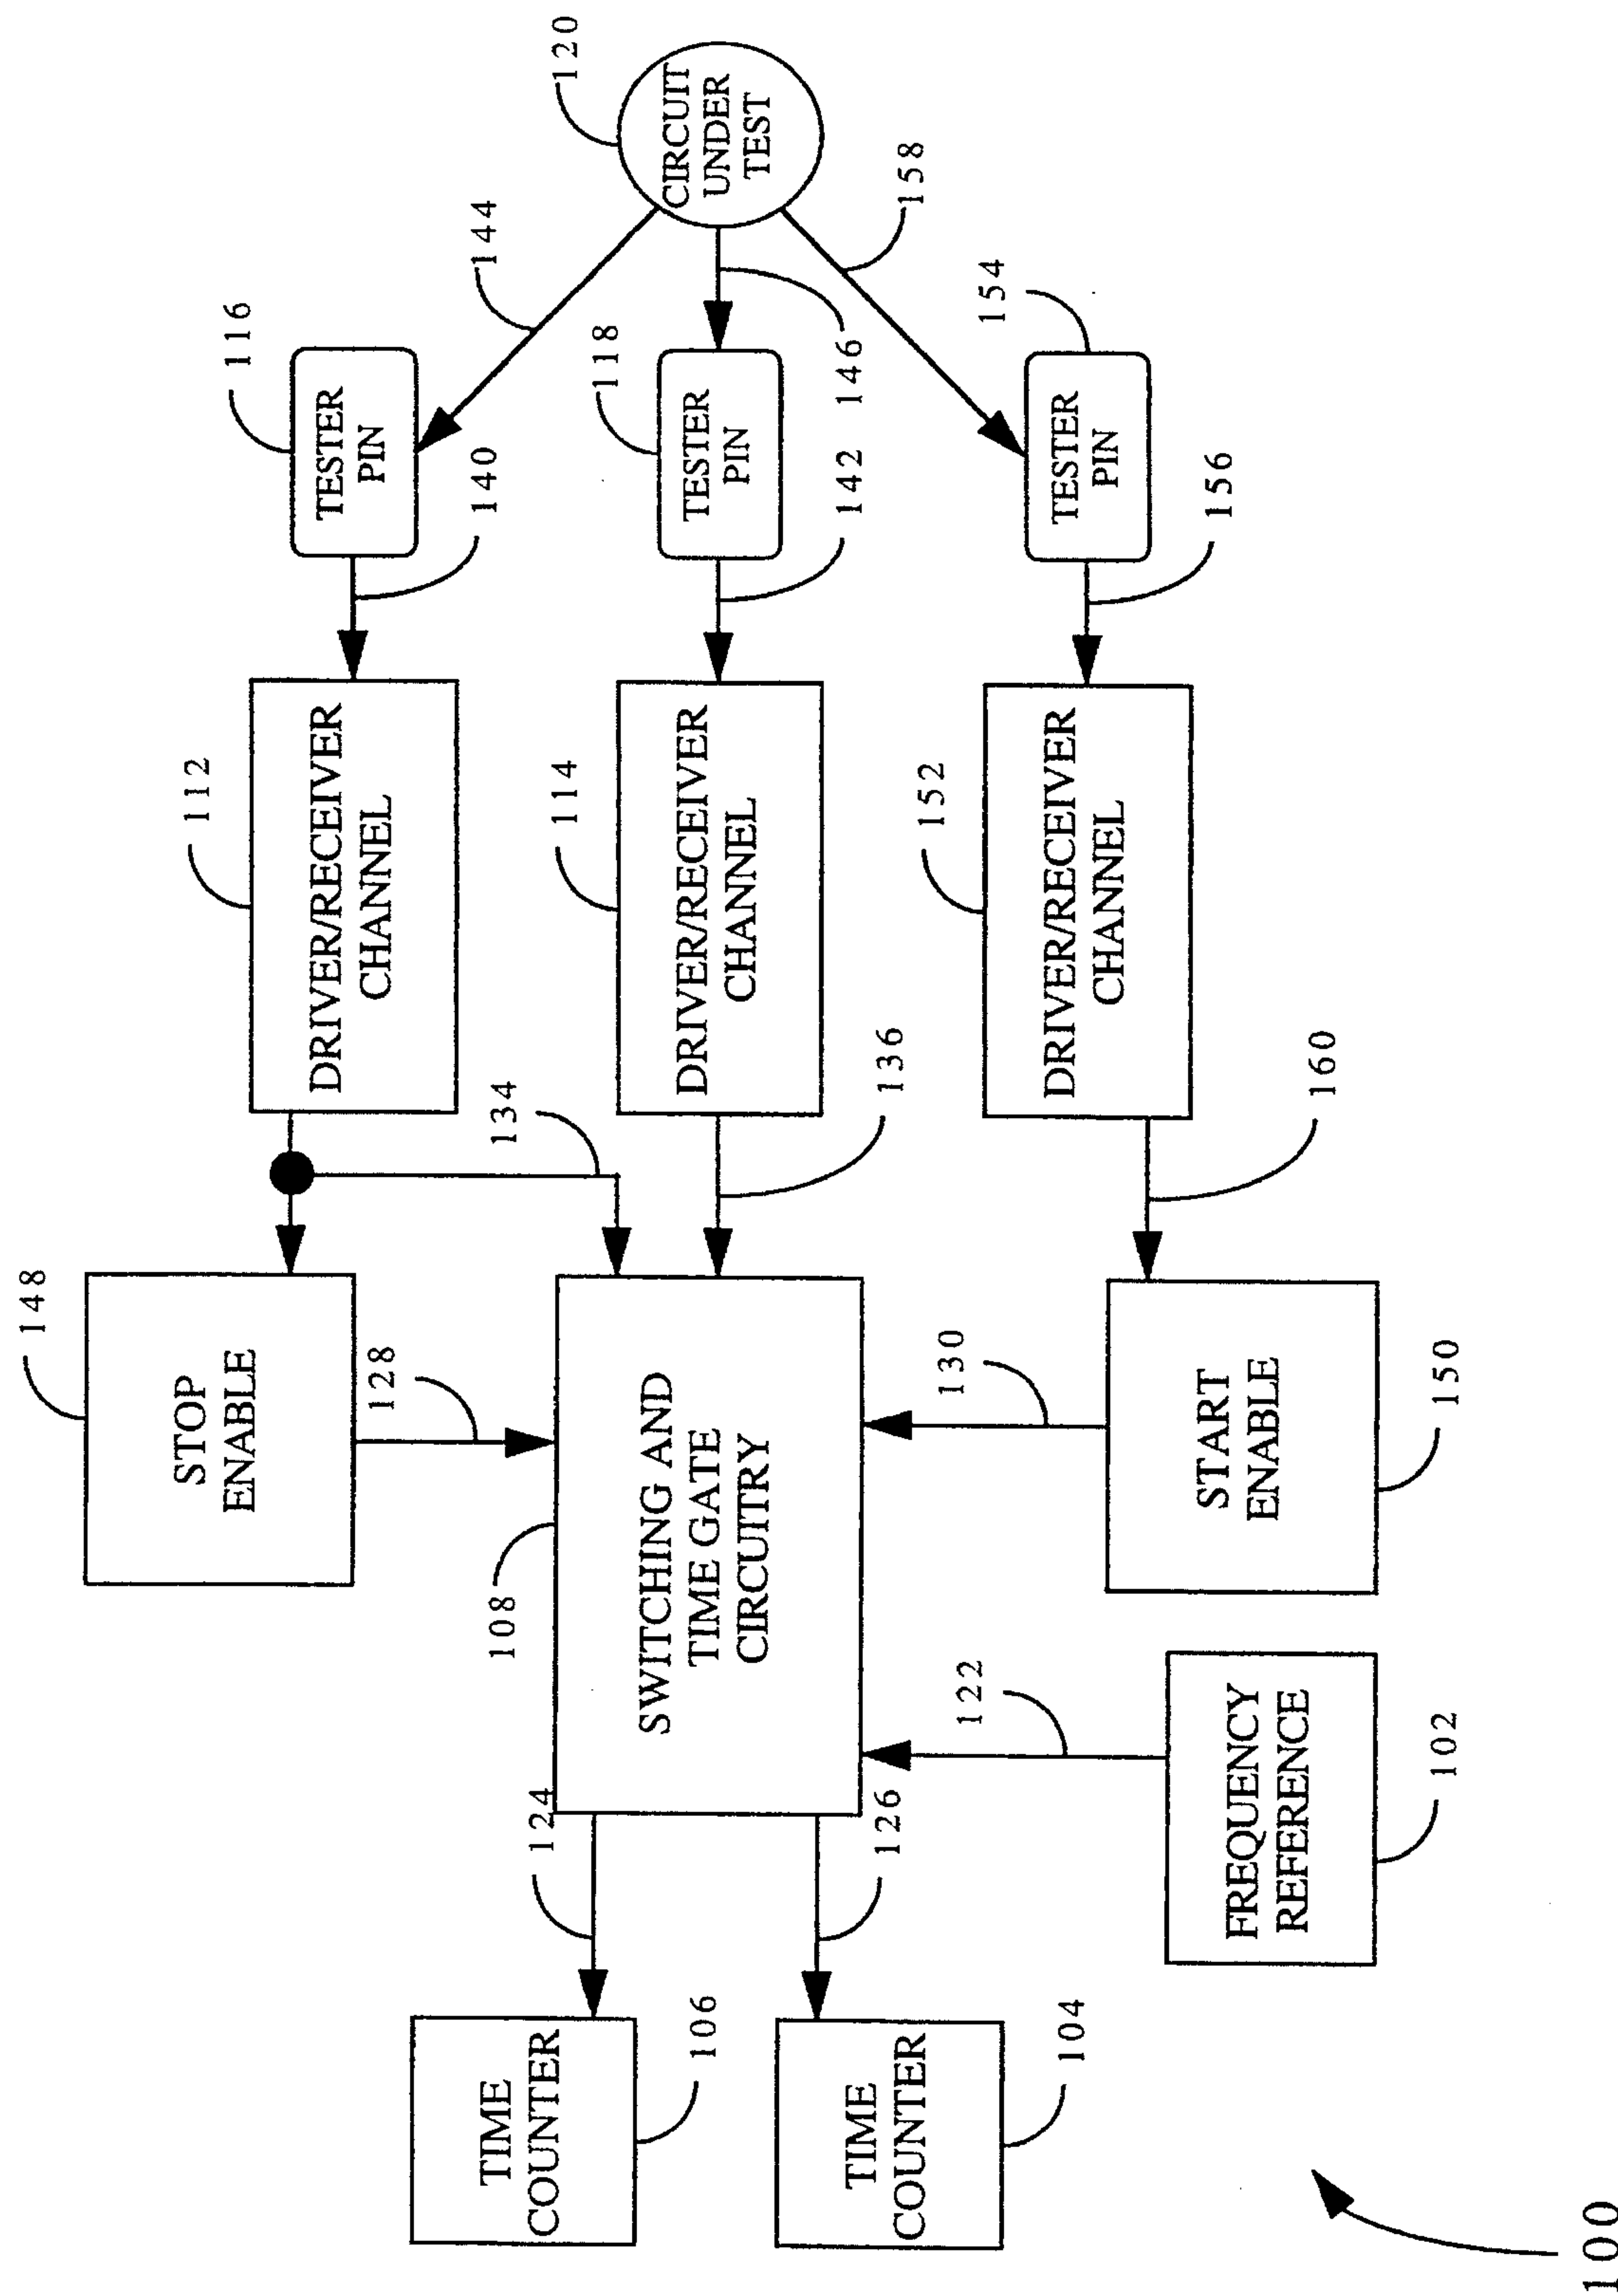 100
TIME
COUNTER
106
TIME
COUNTER
104
124
126
STOP
ENABLE
148
128
SWITCHING AND
TIME GATE
CIRCUITRY
108
130
START
ENABLE
150
122
FREQUENCY
REFERENCE
102
134
136
160
DRIVER/RECEIVER
CHANNEL
112
DRIVER/RECEIVER
CHANNEL
114
DRIVER/RECEIVER
CHANNEL
152
140
142
156
TESTER
PIN
116
TESTER
PIN
118
TESTER
PIN
154
144
146
158
CIRCUIT
UNDER
TEST
120